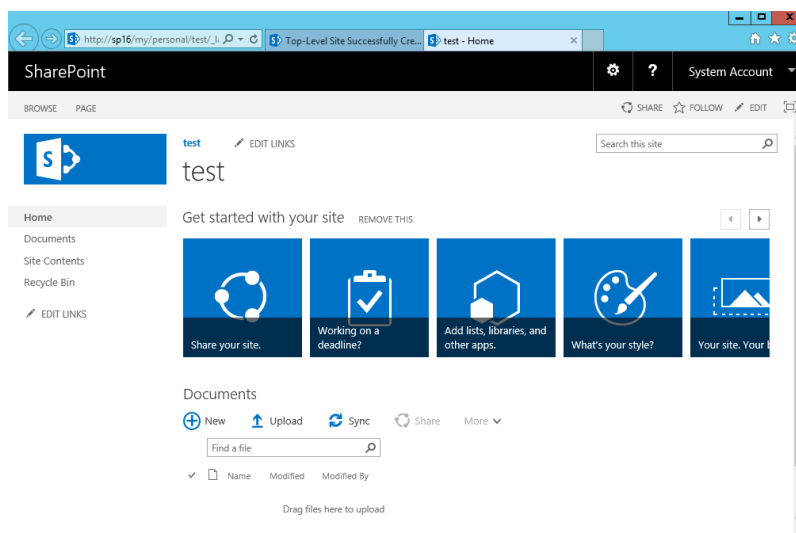 http://sp16/my/personal/test/_l
Top-Level Site Successfully Cre...
test - Home
SharePoint
?
System Account
BROWSE PAGE
SHARE FOLLOW EDIT
S
test EDIT LINKS
Search this site
test
Home
Documents
Site Contents
Recycle Bin
EDIT LINKS
Get started with your site REMOVE THIS
Share your site.
Working on a
deadline?
Add lists, libraries, and
other apps.
What's your style?
Your site. Your b
Documents
New Upload Sync Share More
Find a file
Name Modified Modified By
Drag files here to upload